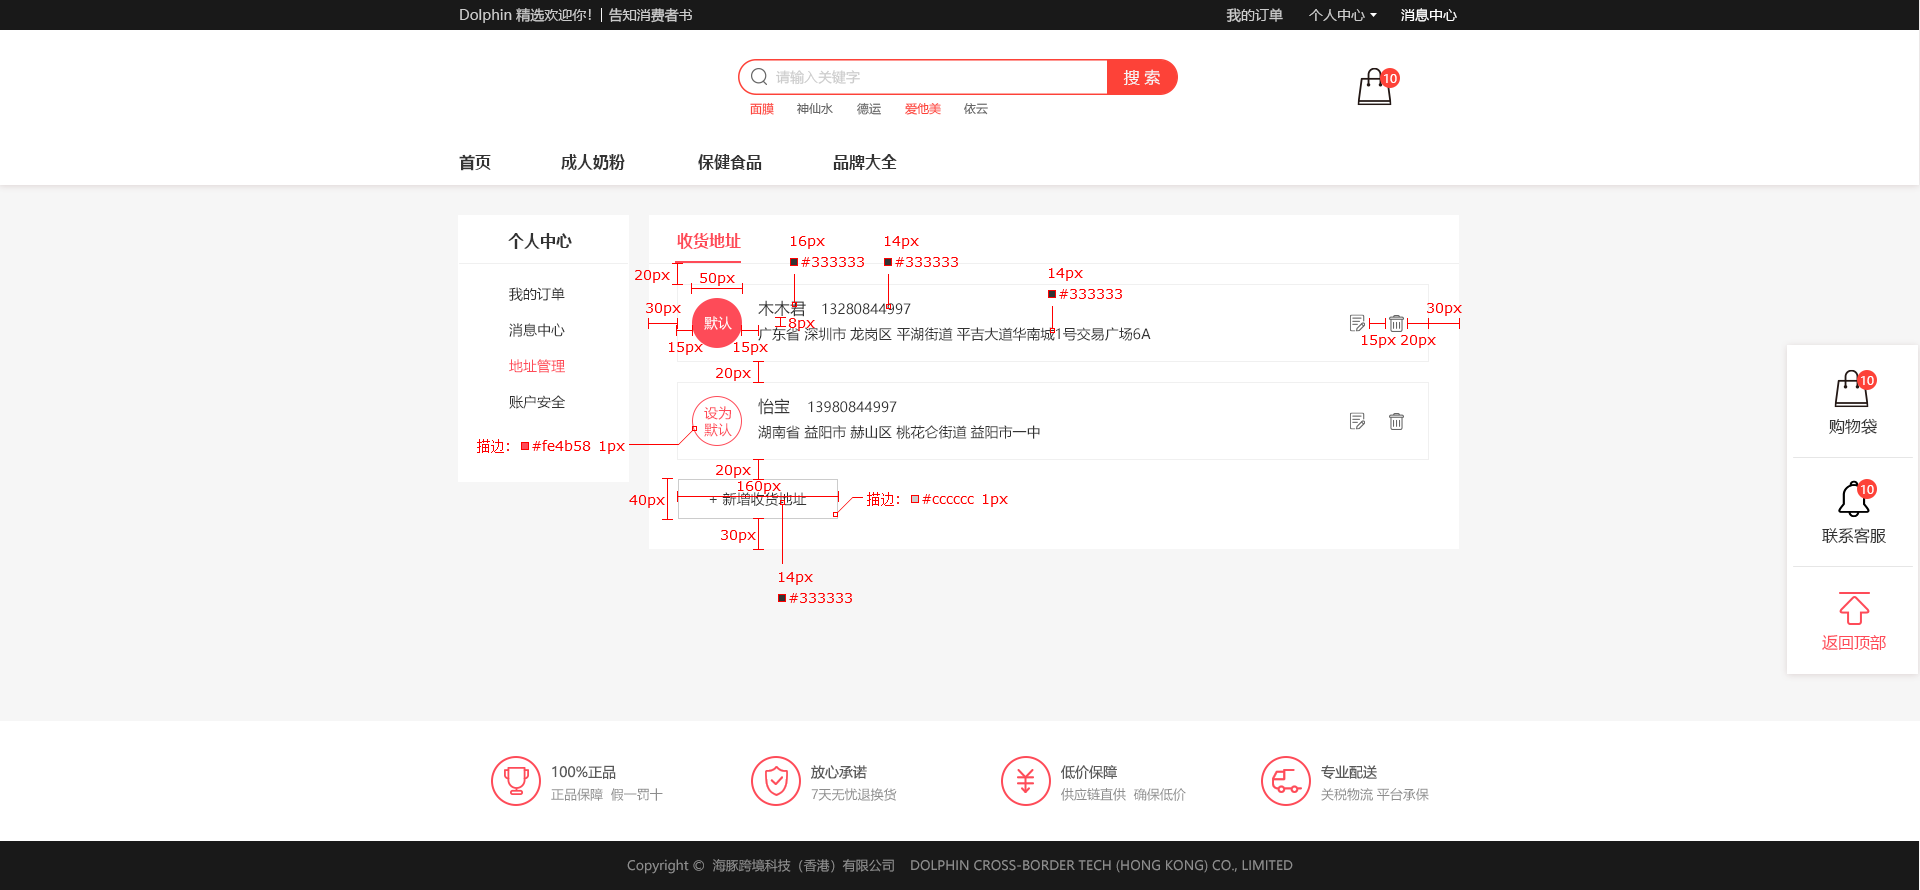 Dolphin 精选欢迎你！| 告知消费者书
我的订单 个人中心 消息中心
请输入关键字
搜 索
10
面膜 神仙水 德运 爱他美 依云
首页 成人奶粉 保健食品 品牌大全
个人中心
我的订单
消息中心
地址管理
账户安全
描边： #fe4b58 1px
收货地址
16px
#333333
14px
#333333
14px
#333333
20px
50px
30px
30px
默认
木木君 13280844997
8px
广东省 深圳市 龙岗区 平湖街道 平吉大道华南城1号交易广场6A
15px
15px
15px 20px
20px
设为
默认
怡宝 13980844997
湖南省 益阳市 赫山区 桃花仑街道 益阳市一中
20px
160px
40px
+ 新增收货地址
描边： #cccccc 1px
30px
14px
#333333
10
购物袋
10
联系客服
返回顶部
100%正品
正品保障 假一罚十
放心承诺
7天无忧退换货
低价保障
供应链直供 确保低价
专业配送
关税物流 平台承保
Copyright © 海豚跨境科技（香港）有限公司 DOLPHIN CROSS-BORDER TECH (HONG KONG) CO., LIMITED